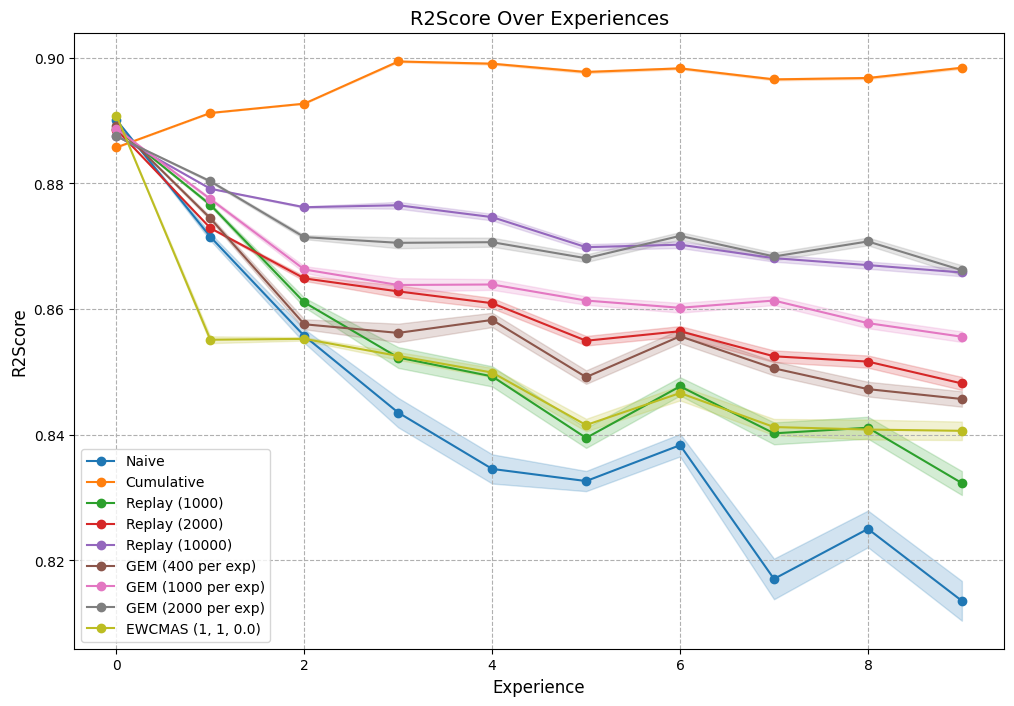 R2Score Over Experiences
R2Score
0.90
0.88
0.86
0.84
0.82
Naive
Cumulative
Replay (1000)
Replay (2000)
Replay (10000)
GEM (400 per exp)
GEM (1000 per exp)
GEM (2000 per exp)
EWCMAS (1, 1, 0.0)
0 2 4 6 8
Experience